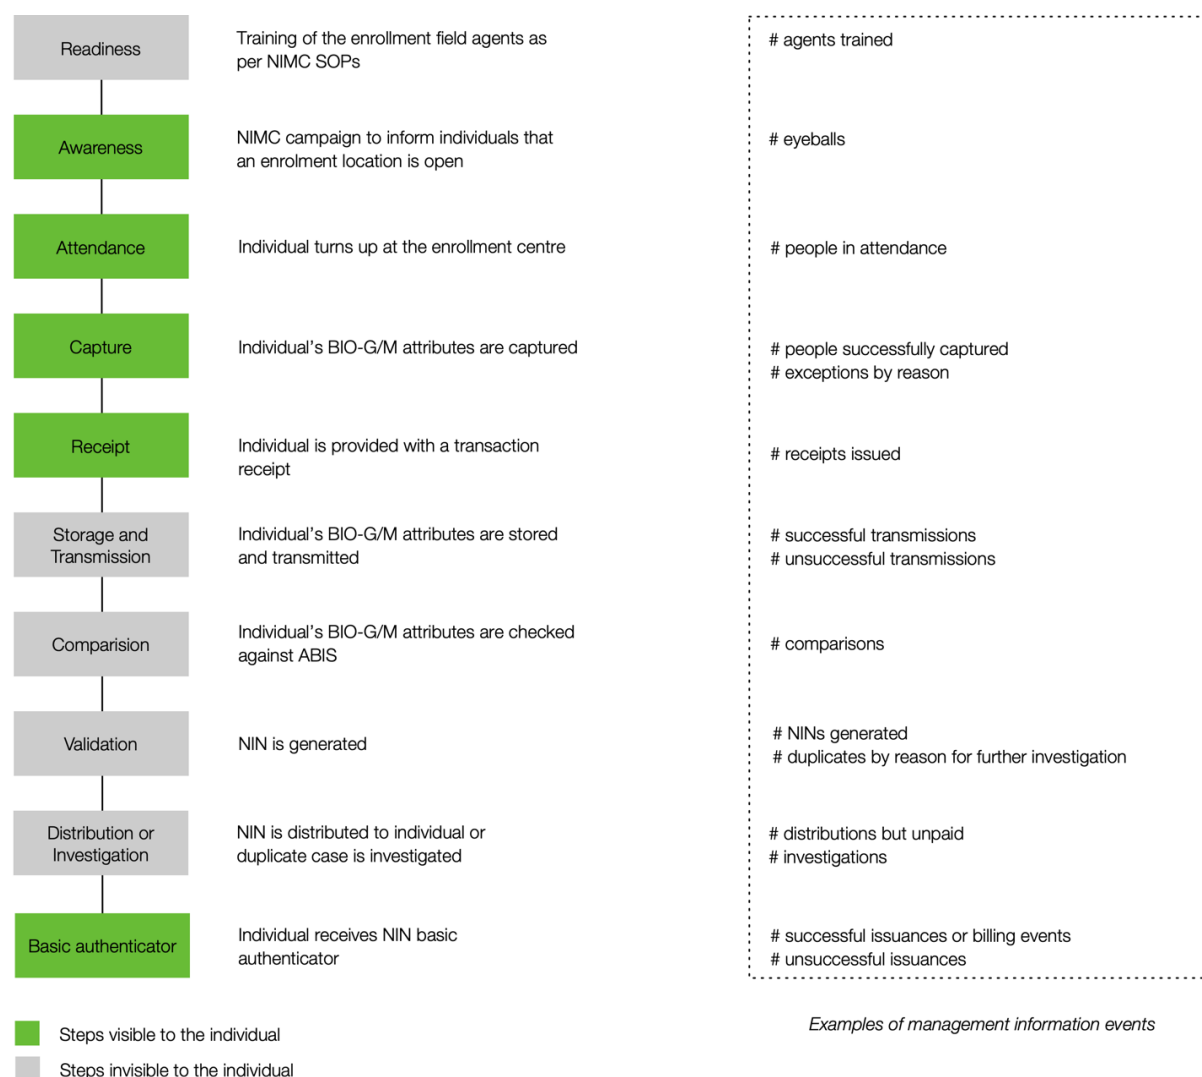 Readiness
Training of the enrollment field agents as
per NIMC SOPs
# agents trained
Awareness
NIMC campaign to inform individuals that
an enrolment location is open
# eyeballs
Attendance
Individual turns up at the enrollment centre
# people in attendance
Capture
Individual's BIO-G/M attributes are captured
# people successfully captured
# exceptions by reason
Receipt
Individual is provided with a transaction
receipt
# receipts issued
Storage and
Transmission
Individual's BIO-G/M attributes are stored
and transmitted
# successful transmissions
# unsuccessful transmissions
Comparision
Individual's BIO-G/M attributes are checked
against ABIS
# comparisons
Validation
NIN is generated
# NINs generated
# duplicates by reason for further investigation
Distribution or
Investigation
NIN is distributed to individual or
duplicate case is investigated
# distributions but unpaid
# investigations
Basic authenticator
Individual receives NIN basic
authenticator
# successful issuances or billing events
# unsuccessful issuances
Steps visible to the individual
Steps invisible to the individual
Examples of management information events